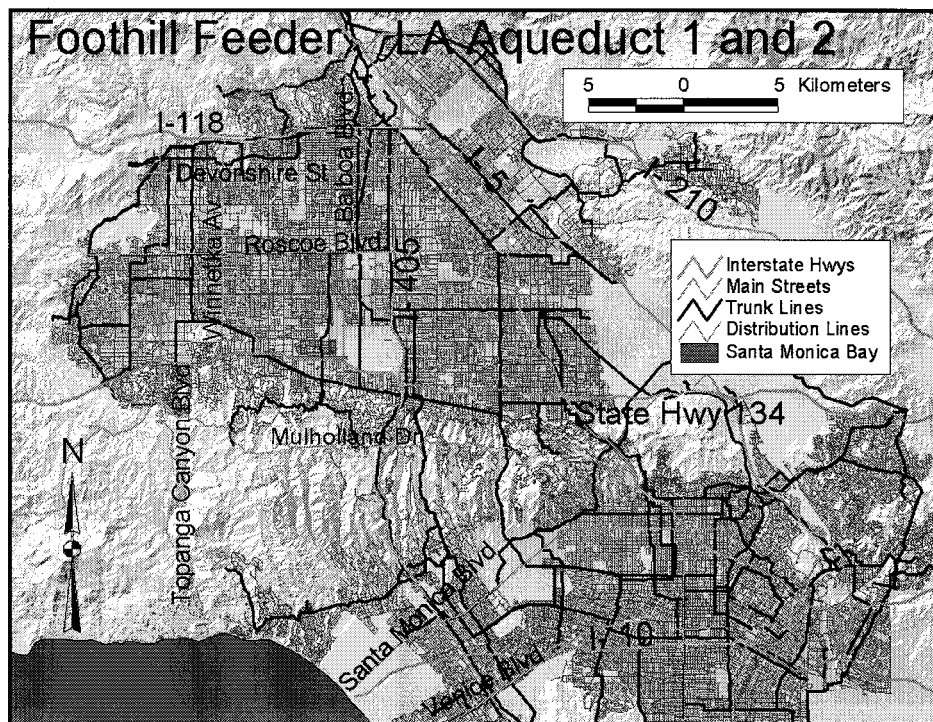 Foothill Feeder LA Aqueduct 1 and 2
5 0 5 Kilometers
I-118
Balboa Blvd
Devonshire St
I-5
I-210
Winnetka Av
Roscoe Blvd.
405
Interstate Hwys
Main Streets
Trunk Lines
Distribution Lines
Santa Monica Bay
Topanga Canyon Blvd
State Hwy 134
Mulholland Dr
N
Santa Monica Blvd
I-10
Venice Blvd